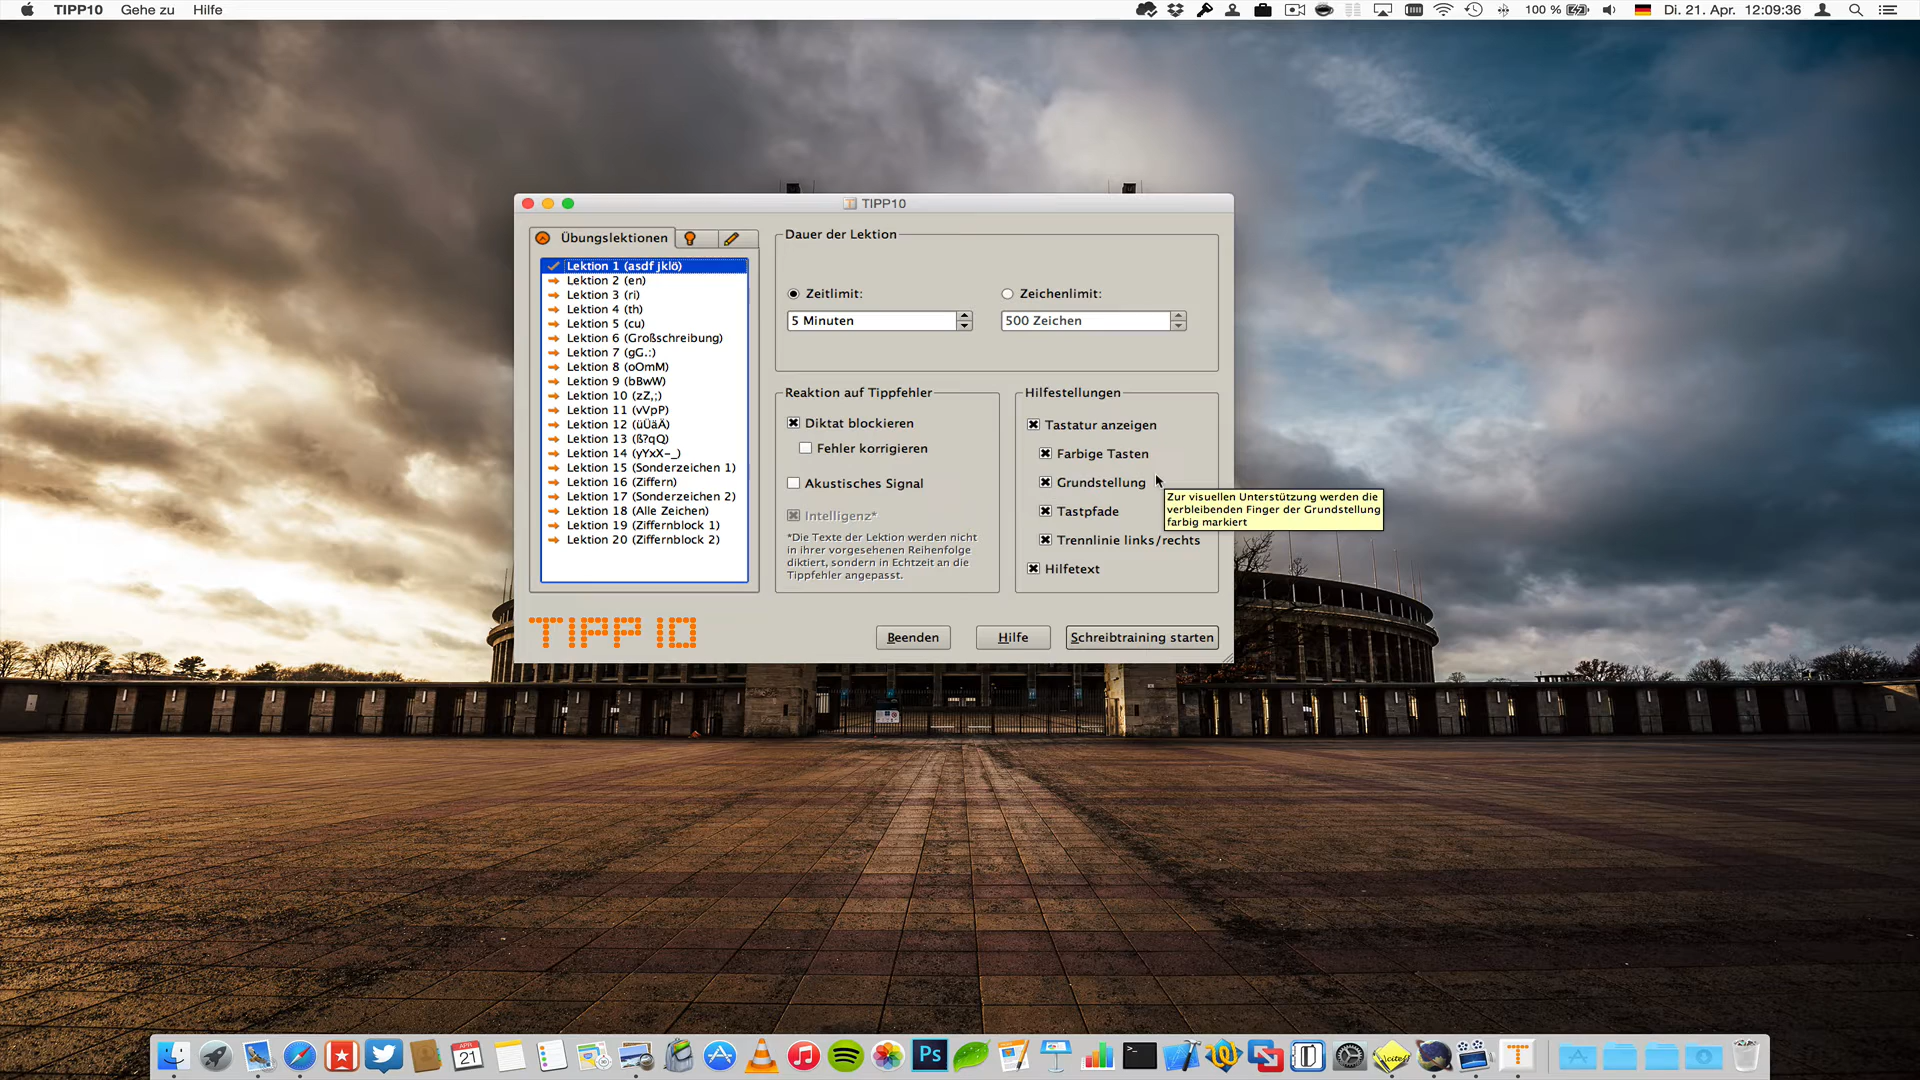 TIPP10 Gehe zu Hilfe
100 % Di. 21. Apr. 12:09:36
TIPP10
Übungslektionen
Lektion 1 (asdf jklö)
Lektion 2 (en)
Lektion 3 (ri)
Lektion 4 (th)
Lektion 5 (cu)
Lektion 6 (Großschreibung)
Lektion 7 (gG.:)
Lektion 8 (oOmM)
Lektion 9 (bBwW)
Lektion 10 (zZ,;)
Lektion 11 (vVpP)
Lektion 12 (üÜäÄ)
Lektion 13 (ß?qQ)
Lektion 14 (yYxX-_)
Lektion 15 (Sonderzeichen 1)
Lektion 16 (Ziffern)
Lektion 17 (Sonderzeichen 2)
Lektion 18 (Alle Zeichen)
Lektion 19 (Ziffernblock 1)
Lektion 20 (Ziffernblock 2)
Dauer der Lektion
Zeitlimit: Zeichenlimit:
5 Minuten 500 Zeichen
Reaktion auf Tippfehler
Diktat blockieren
Fehler korrigieren
Akustisches Signal
Intelligenz*
*Die Texte der Lektion werden nicht
in ihrer vorgesehenen Reihenfolge
diktiert, sondern in Echtzeit an die
Tippfehler angepasst.
Hilfestellungen
Tastatur anzeigen
Farbige Tasten
Grundstellung
Tastpfade
Trennlinie links/rechts
Hilfetext
Zur visuellen Unterstützung werden die
verbleibenden Finger der Grundstellung
farbig markiert
TIPP10
Beenden Hilfe Schreibtraining starten
APR
21
Ps
T